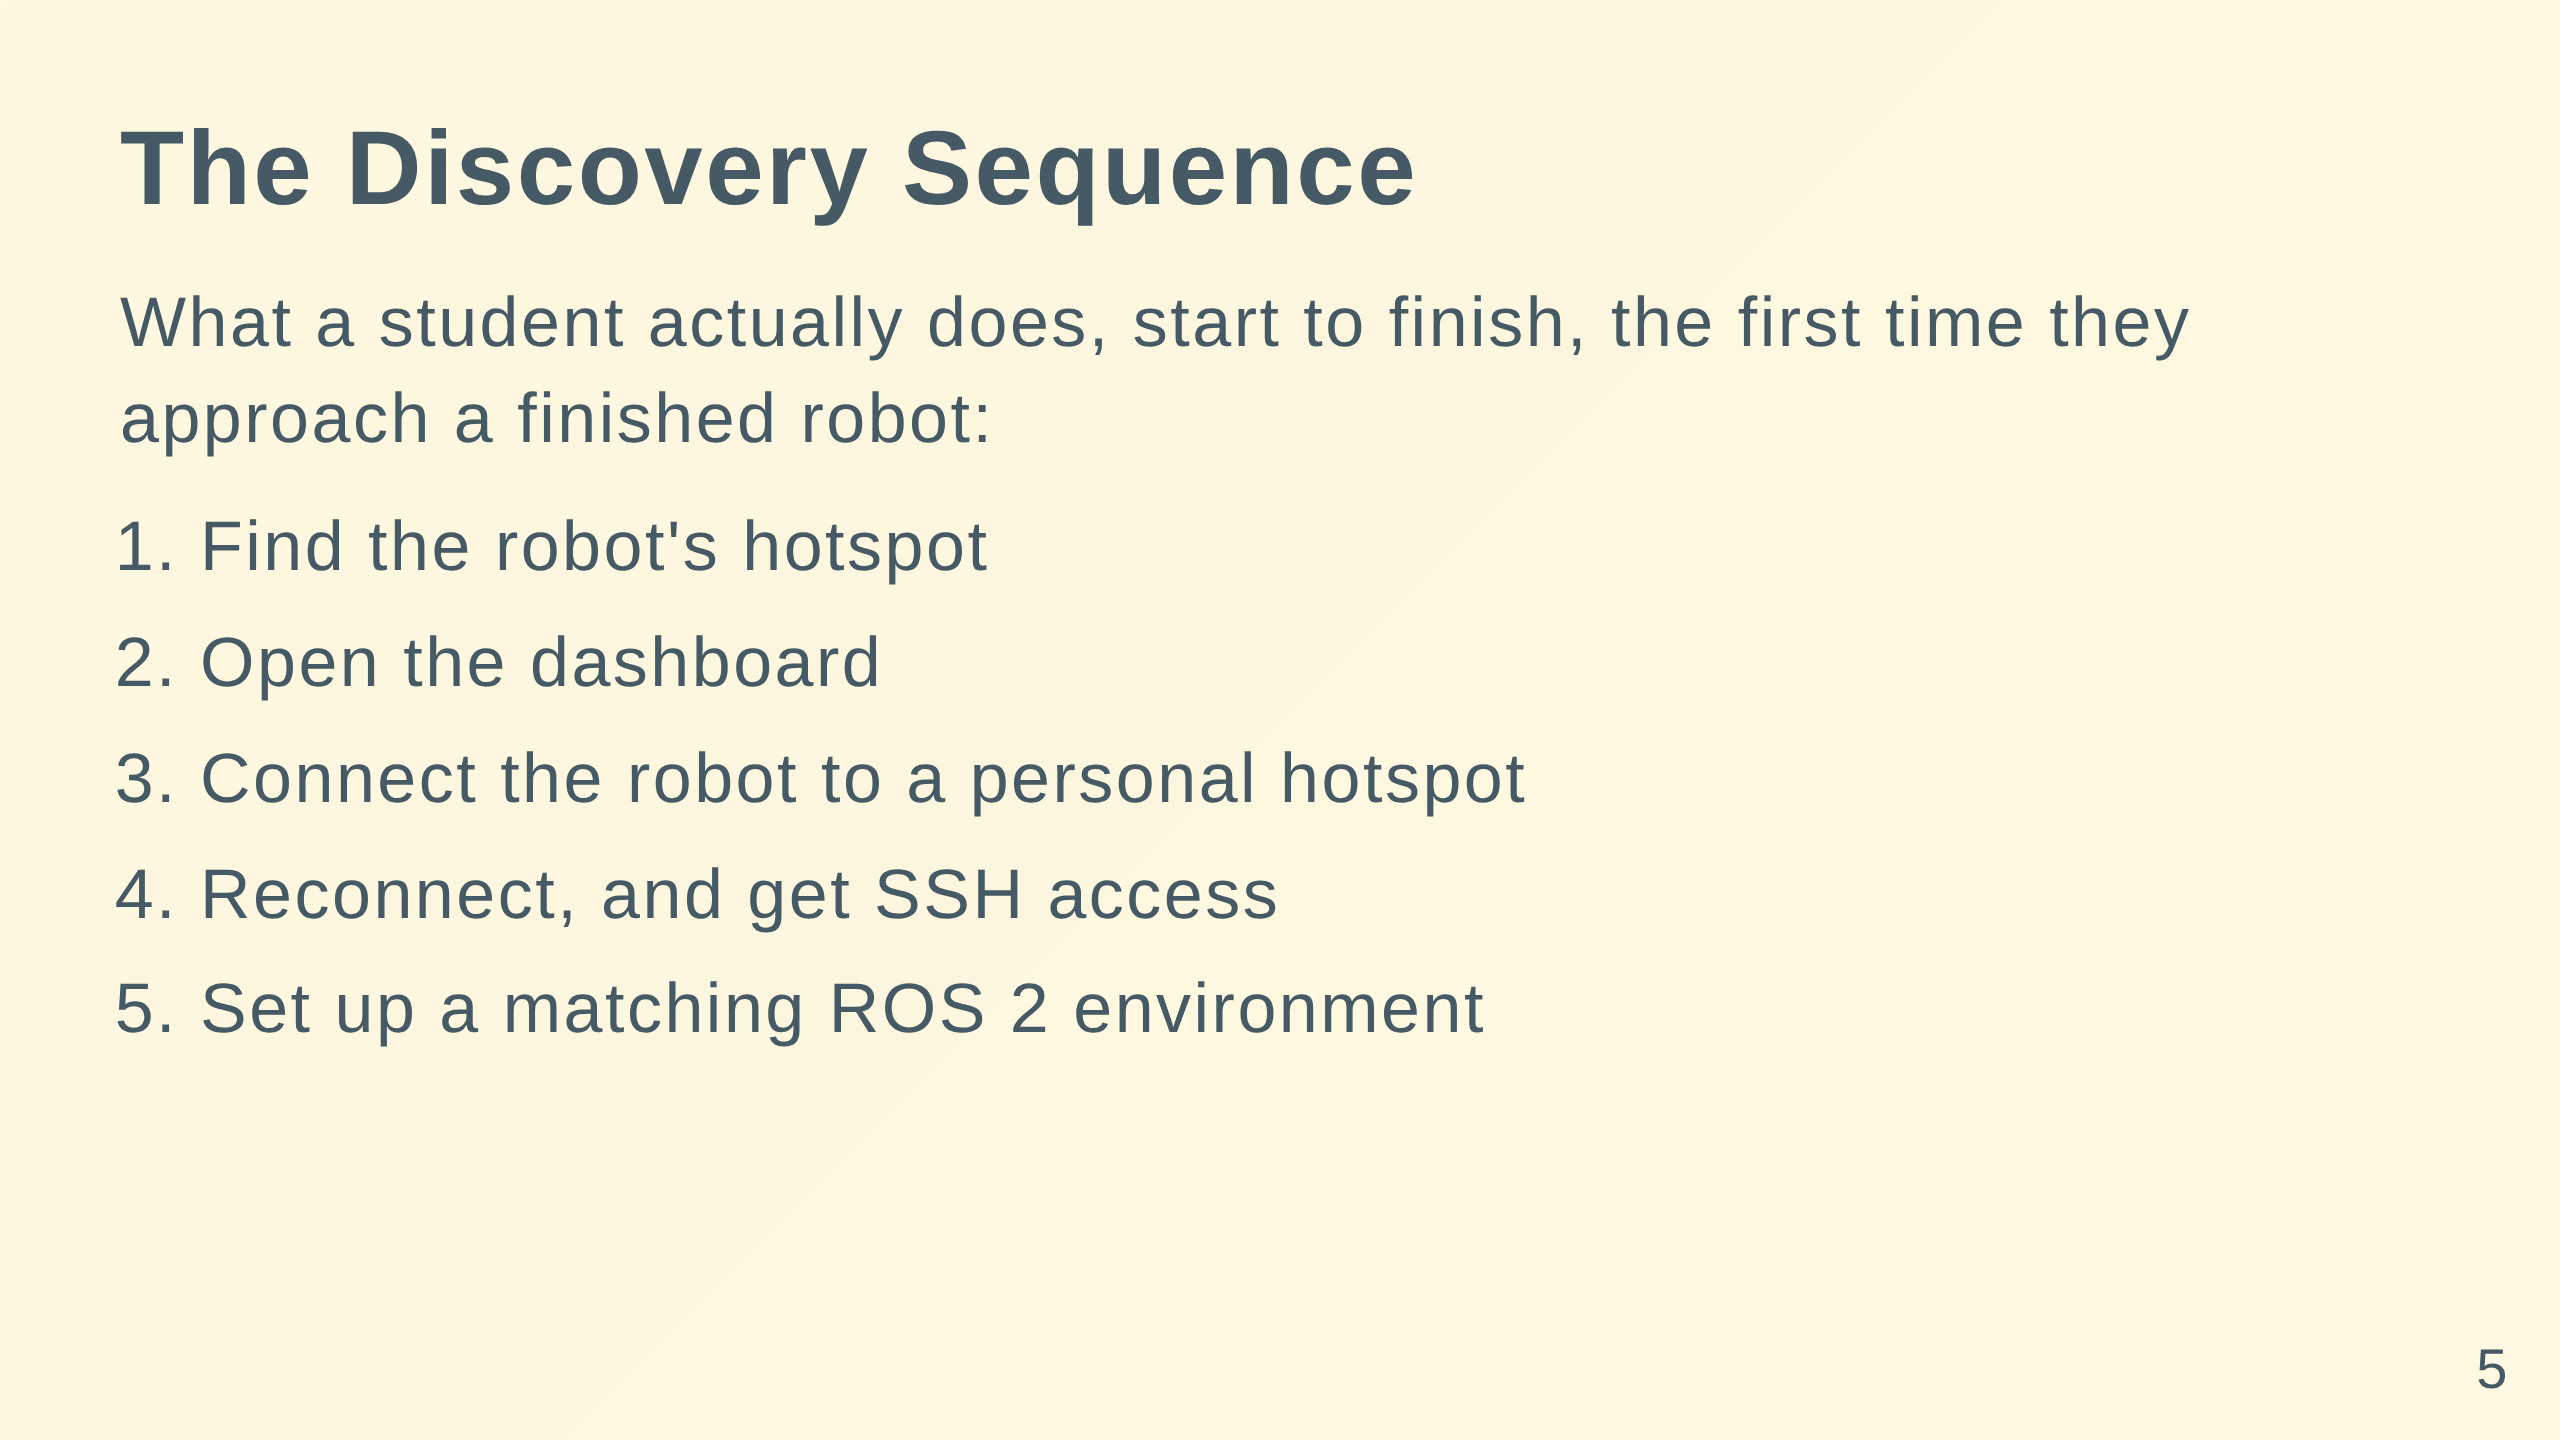 The Discovery Sequence
What a student actually does, start to finish, the first time they
approach a finished robot:
1. Find the robot's hotspot
2. Open the dashboard
3. Connect the robot to a personal hotspot
4. Reconnect, and get SSH access
5. Set up a matching ROS 2 environment
5